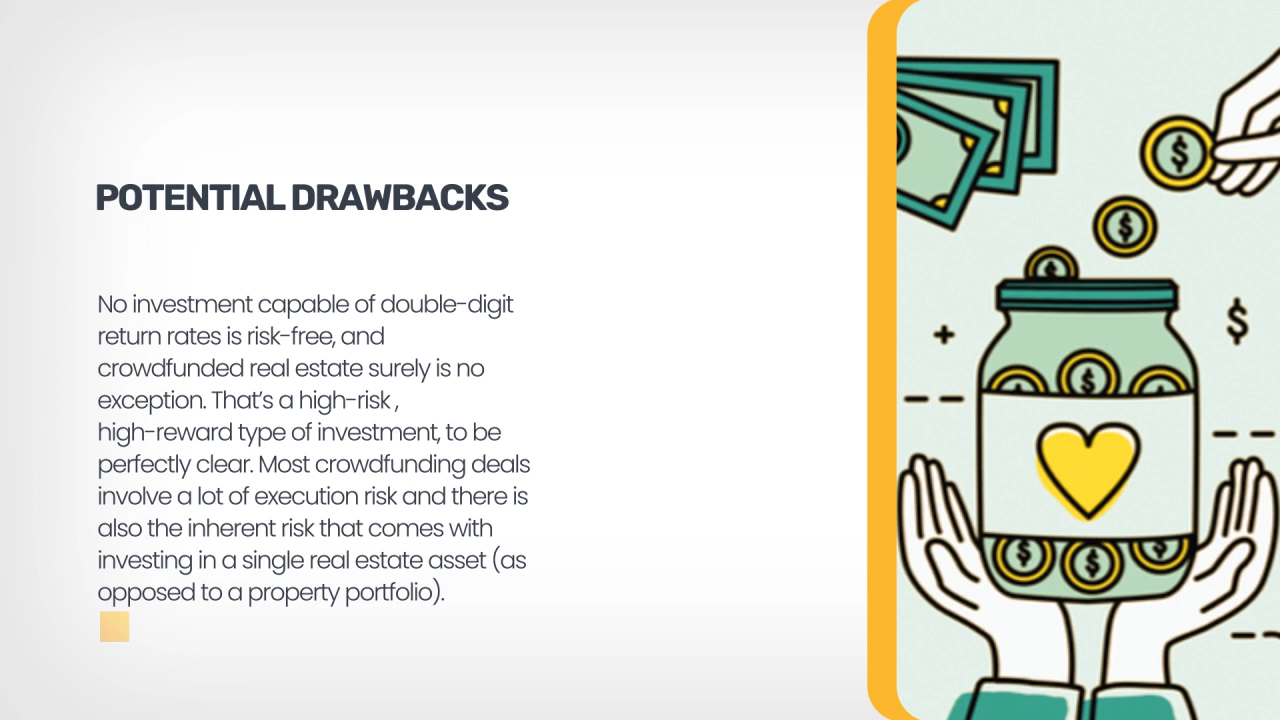 POTENTIAL DRAWBACKS
No investment capable of double-digit
return rates is risk-free, and
crowdfunded real estate surely is no
exception. That's a high-risk ,
high-reward type of investment, to be
perfectly clear. Most crowdfunding deals
involve a lot of execution risk and there is
also the inherent risk that comes with
investing in a single real estate asset (as
opposed to a property portfolio).
$
$
$
$
$
$
$
$